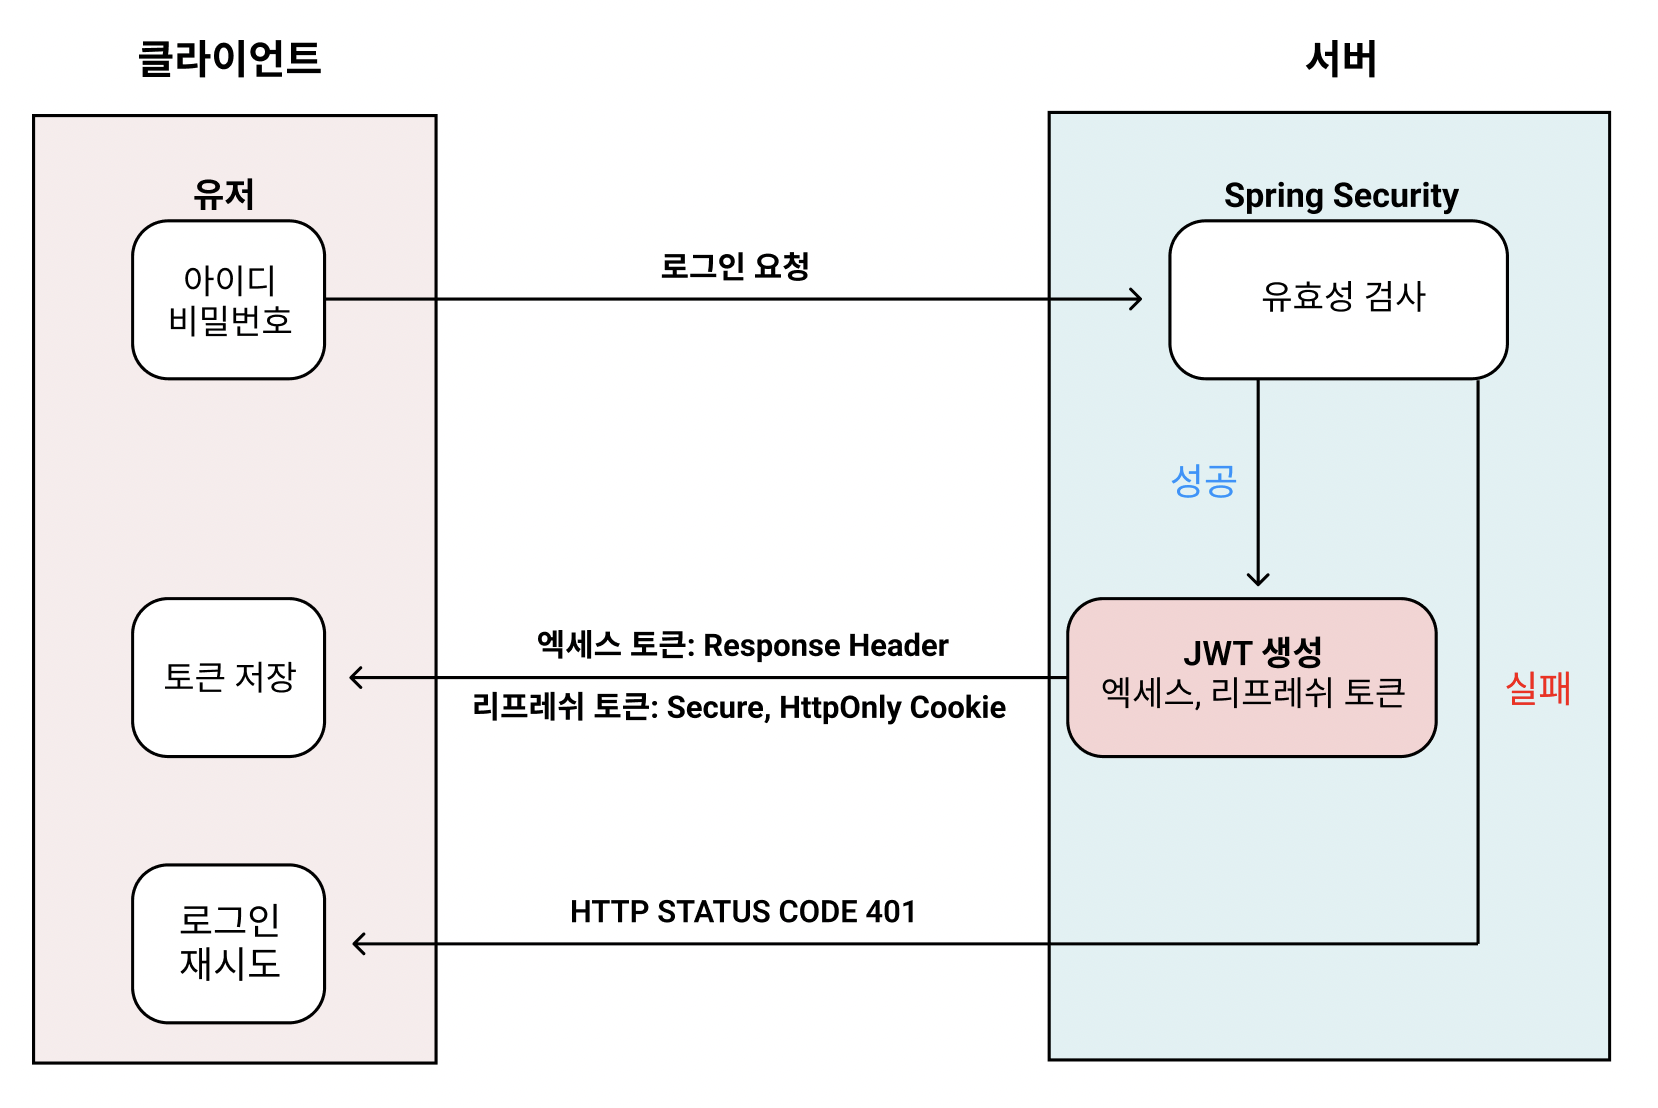 클라이언트
서버
유저
Spring Security
아이디
비밀번호
로그인 요청
유효성 검사
성공
엑세스 토큰: Response Header
리프레쉬 토큰: Secure, HttpOnly Cookie
토큰 저장
JWT 생성
엑세스, 리프레쉬 토큰
실패
HTTP STATUS CODE 401
로그인
재시도